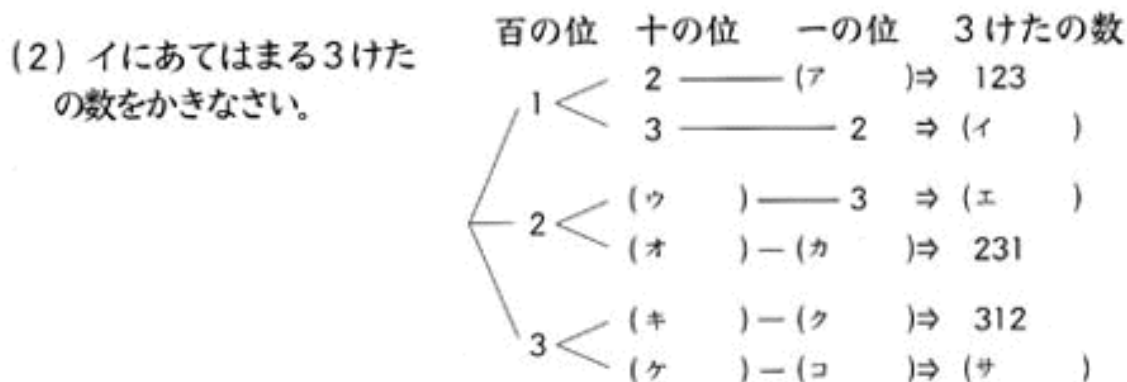 (2) イにあてはまる3けた
の数をかきなさい。
百の位 十の位 一の位 3けたの数
1 2 (ア )⇒ 123
3 2 ⇒ (イ )
2 (ウ ) 3 ⇒ (エ )
(オ ) (カ )⇒ 231
3 (キ ) (ク )⇒ 312
(ケ ) (コ )⇒ (サ )